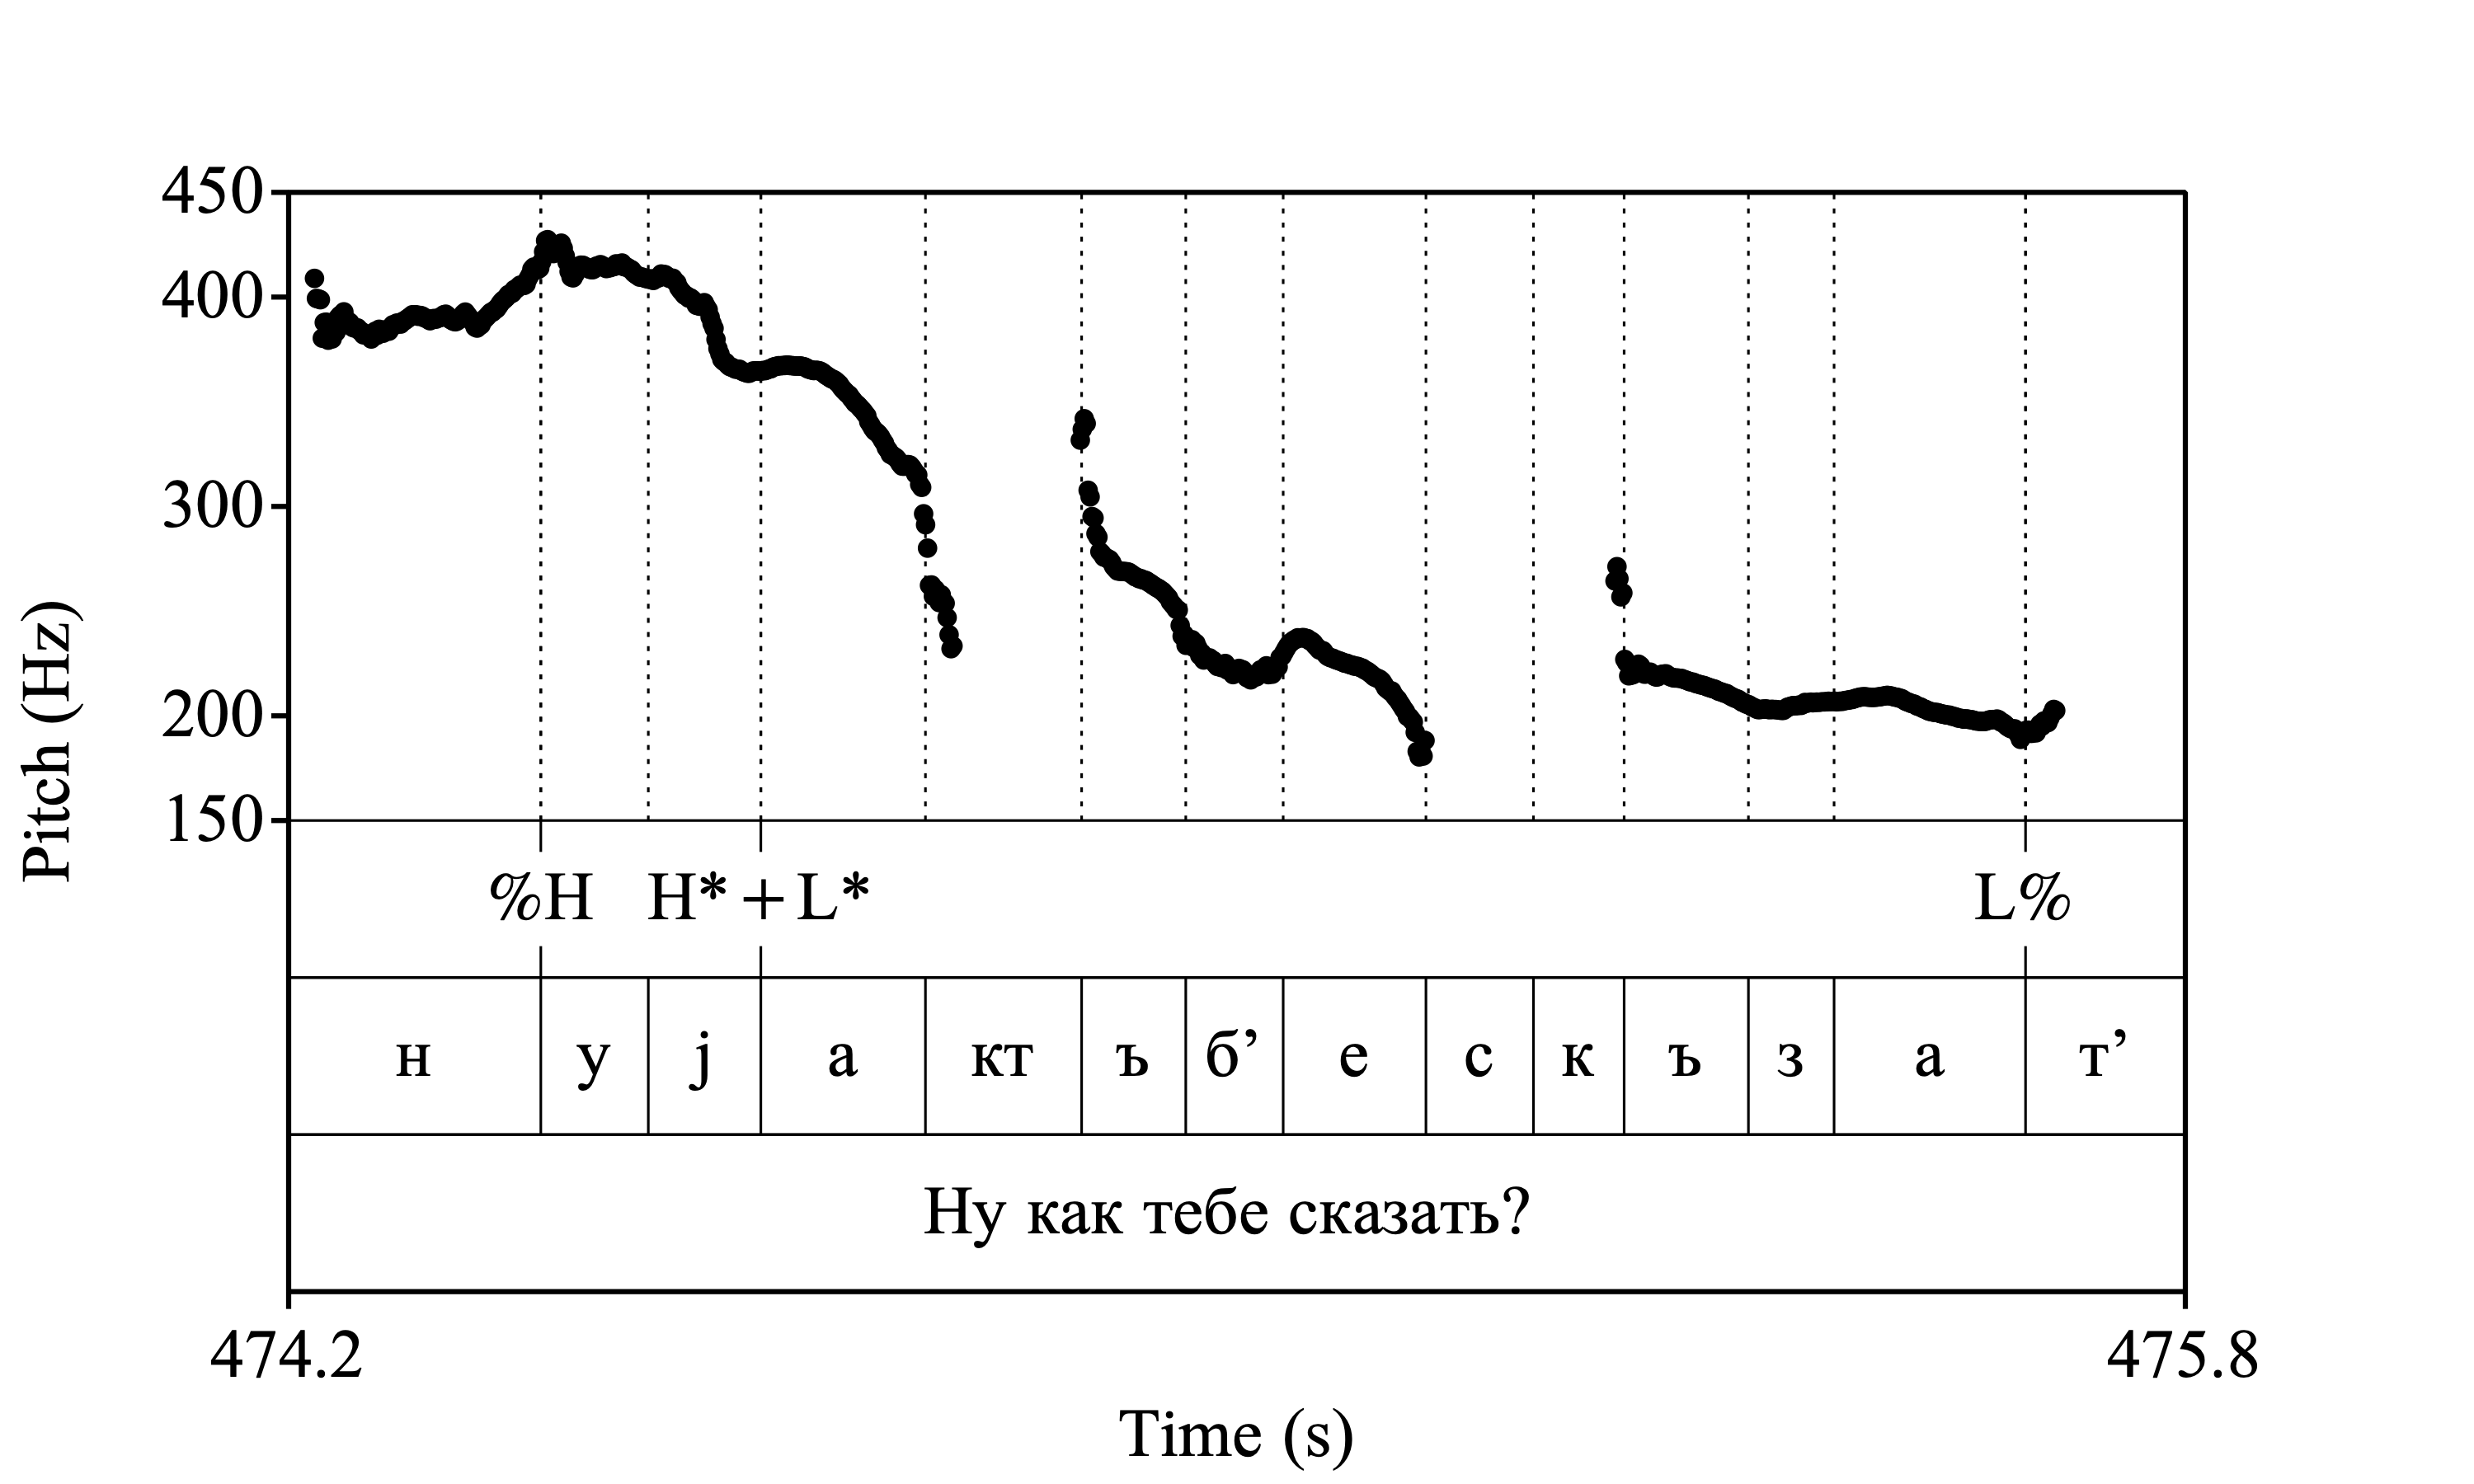 450
400
300
200
150
Pitch (Hz)
%H H*+L* L%
н у j а кт ь б’ е с к ъ з а т’
Ну как тебе сказать?
474.2 475.8
Time (s)